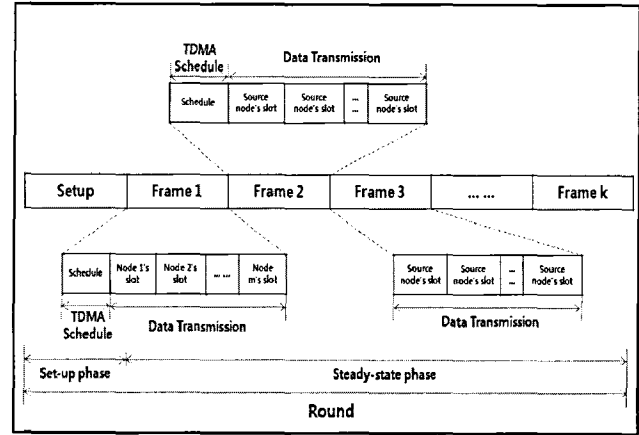 TDMA
Schedule
Data Transmission
Schedule
Source
node's slot
Source
node's slot
...
...
Source
node's slot
Setup
Frame 1
Frame 2
Frame 3
... ...
Frame k
Schedule
Node 1's
slot
Node 2's
slot
... ...
Node
m's slot
Source
node's slot
Source
node's slot
...
...
Source
node's slot
TDMA
Schedule
Data Transmission
Data Transmission
Set-up phase
Steady-state phase
Round